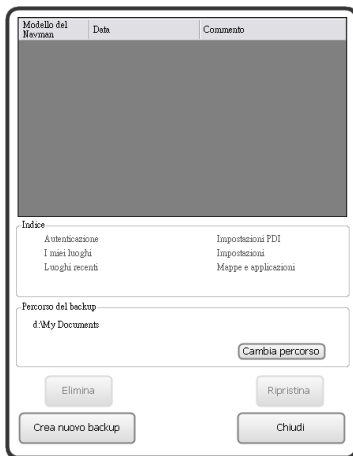 Modello del Navman Data Commento
Indice
Autenticazione Impostazioni PDI
I miei luoghi Impostazioni
Luoghi recenti Mappe e applicazioni
Percorso del backup
d:\My Documents
Cambia percorso
Elimina Ripristina
Crea nuovo backup Chiudi